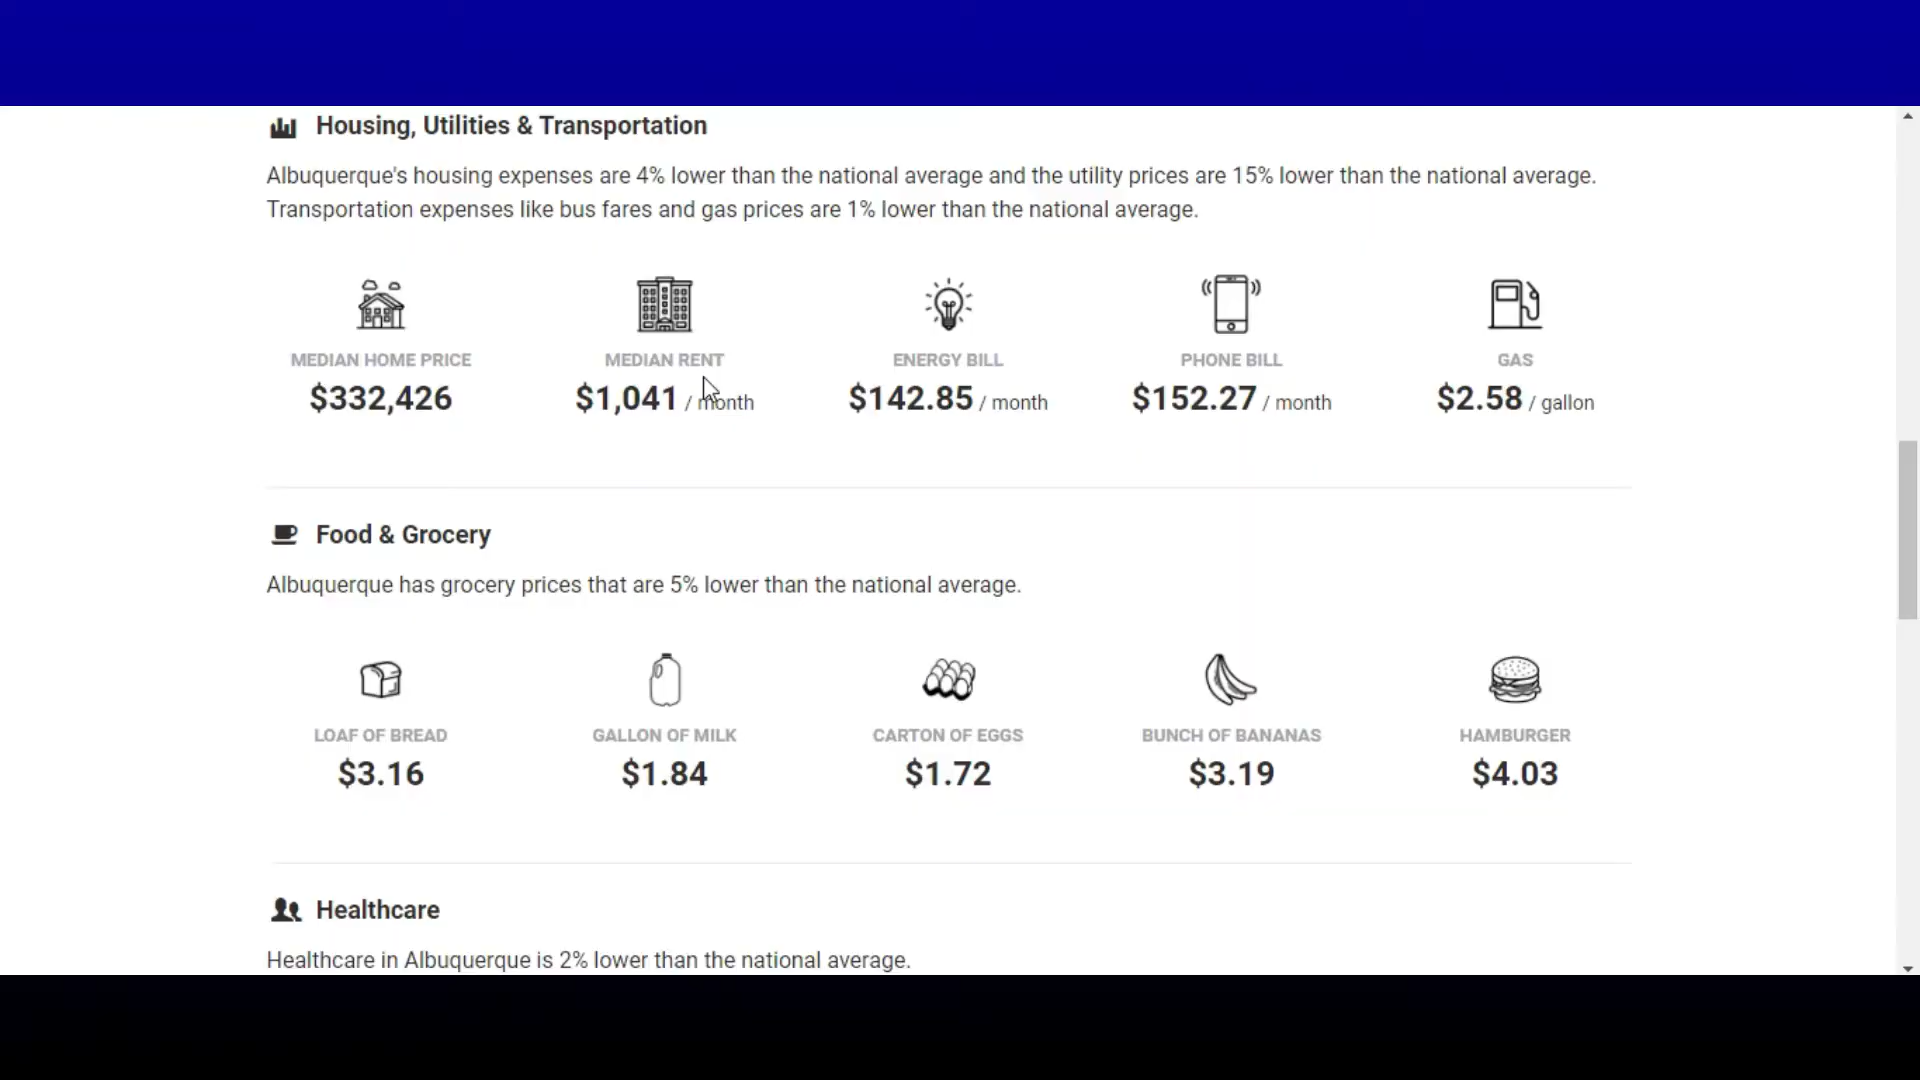 Housing, Utilities & Transportation
Albuquerque's housing expenses are 4% lower than the national average and the utility prices are 15% lower than the national average.
Transportation expenses like bus fares and gas prices are 1% lower than the national average.
MEDIAN HOME PRICE
$332,426
MEDIAN RENT
$1,041 / month
ENERGY BILL
$142.85 / month
PHONE BILL
$152.27 / month
GAS
$2.58 / gallon
Food & Grocery
Albuquerque has grocery prices that are 5% lower than the national average.
LOAF OF BREAD
$3.16
GALLON OF MILK
$1.84
CARTON OF EGGS
$1.72
BUNCH OF BANANAS
$3.19
HAMBURGER
$4.03
Healthcare
Healthcare in Albuquerque is 2% lower than the national average.